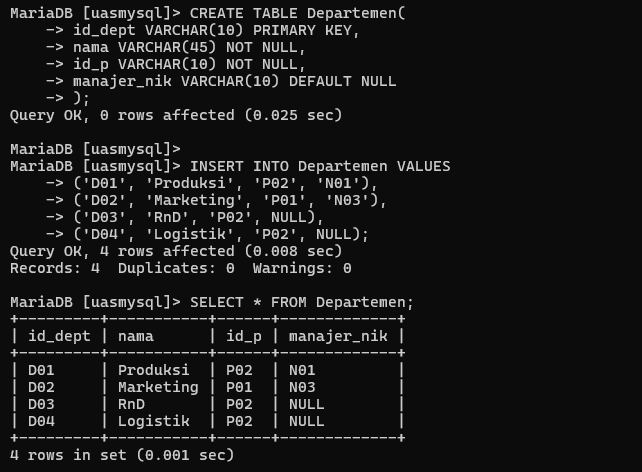 MariaDB [uasmysql]> CREATE TABLE Departemen(
    -> id_dept VARCHAR(10) PRIMARY KEY,
    -> nama VARCHAR(45) NOT NULL,
    -> id_p VARCHAR(10) NOT NULL,
    -> manajer_nik VARCHAR(10) DEFAULT NULL
    -> );
Query OK, 0 rows affected (0.025 sec)

MariaDB [uasmysql]>
MariaDB [uasmysql]> INSERT INTO Departemen VALUES
    -> ('D01', 'Produksi', 'P02', 'N01'),
    -> ('D02', 'Marketing', 'P01', 'N03'),
    -> ('D03', 'RnD', 'P02', NULL),
    -> ('D04', 'Logistik', 'P02', NULL);
Query OK, 4 rows affected (0.008 sec)
Records: 4  Duplicates: 0  Warnings: 0

MariaDB [uasmysql]> SELECT * FROM Departemen;
+---------+-----------+------+-------------+
| id_dept | nama      | id_p | manajer_nik |
+---------+-----------+------+-------------+
| D01     | Produksi  | P02  | N01         |
| D02     | Marketing | P01  | N03         |
| D03     | RnD       | P02  | NULL        |
| D04     | Logistik  | P02  | NULL        |
+---------+-----------+------+-------------+
4 rows in set (0.001 sec)